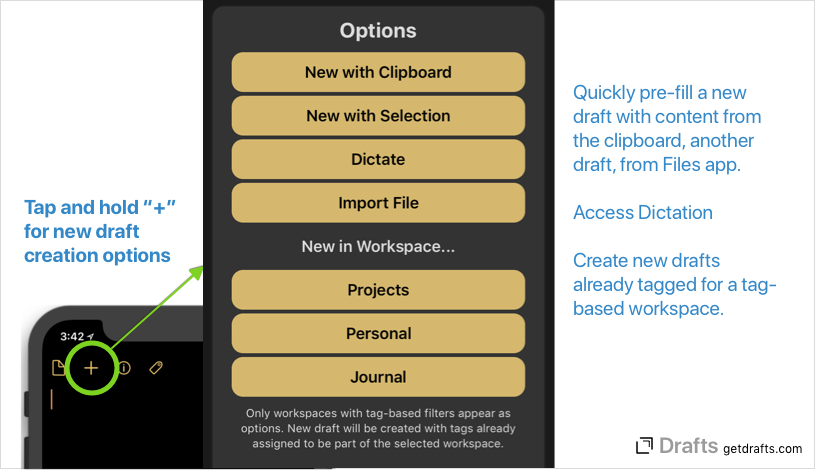 Tap and hold “+”
for new draft
creation options
3:42
Options
New with Clipboard
New with Selection
Dictate
Import File
New in Workspace...
Projects
Personal
Journal
Only workspaces with tag-based filters appear as
options. New draft will be created with tags already
assigned to be part of the selected workspace.
Quickly pre-fill a new
draft with content from
the clipboard, another
draft, from Files app.
Access Dictation
Create new drafts
already tagged for a tag-
based workspace.
Drafts getdrafts.com